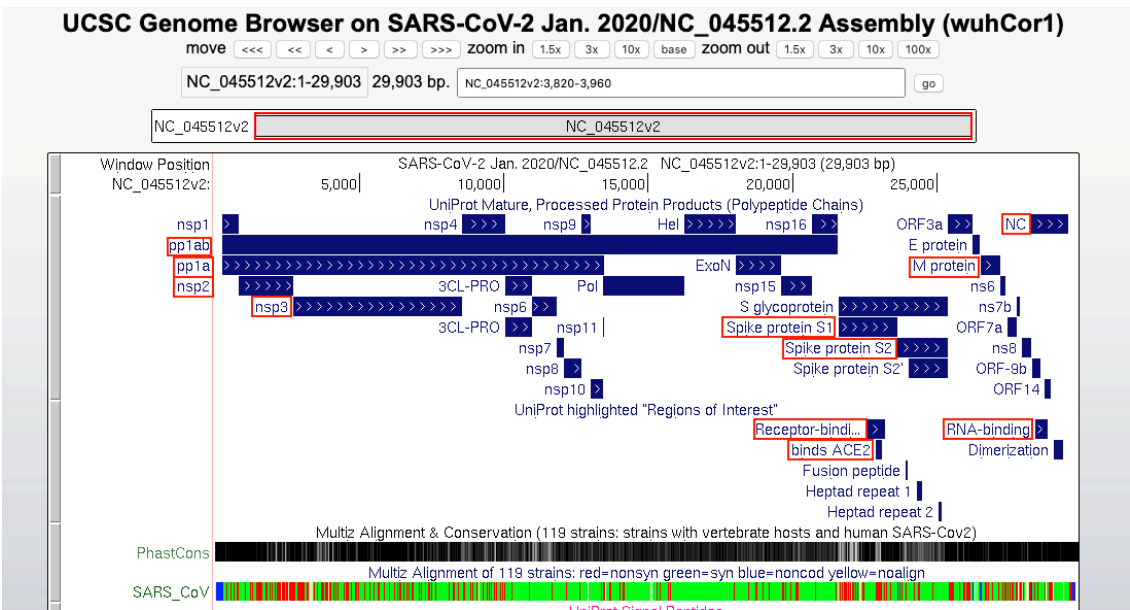 UCSC Genome Browser on SARS-CoV-2 Jan. 2020/NC_045512.2 Assembly (wuhCor1)
move <<< << < > >> >>> zoom in 1.5x 3x 10x base zoom out 1.5x 3x 10x 100x
NC_045512v2:1-29,903 29,903 bp. NC_045512v2:3,820-3,960 go
NC_045512v2 NC_045512v2
Window Position SARS-CoV-2 Jan. 2020/NC_045512.2 NC_045512v2:1-29,903 (29,903 bp)
NC_045512v2: 5,000 10,000 15,000 20,000 25,000
UniProt Mature, Processed Protein Products (Polypeptide Chains)
nsp1 nsp4 nsp9 Hel nsp16 ORF3a NC
pp1ab E protein
pp1a ExoN M protein
nsp2 3CL-PRO Pol nsp15 ns6
nsp3 nsp6 S glycoprotein ns7b
3CL-PRO nsp11 Spike protein S1 ORF7a
nsp7 Spike protein S2 ns8
nsp8 Spike protein S2' ORF-9b
nsp10 ORF14
UniProt highlighted "Regions of Interest"
Receptor-bindi... RNA-binding
binds ACE2 Dimerization
Fusion peptide
Heptad repeat 1
Heptad repeat 2
Multiz Alignment & Conservation (119 strains: strains with vertebrate hosts and human SARS-Cov2)
PhastCons
Multiz Alignment of 119 strains: red=nonsyn green=syn blue=noncod yellow=noalign
SARS_CoV
UniProt Signal Peptides